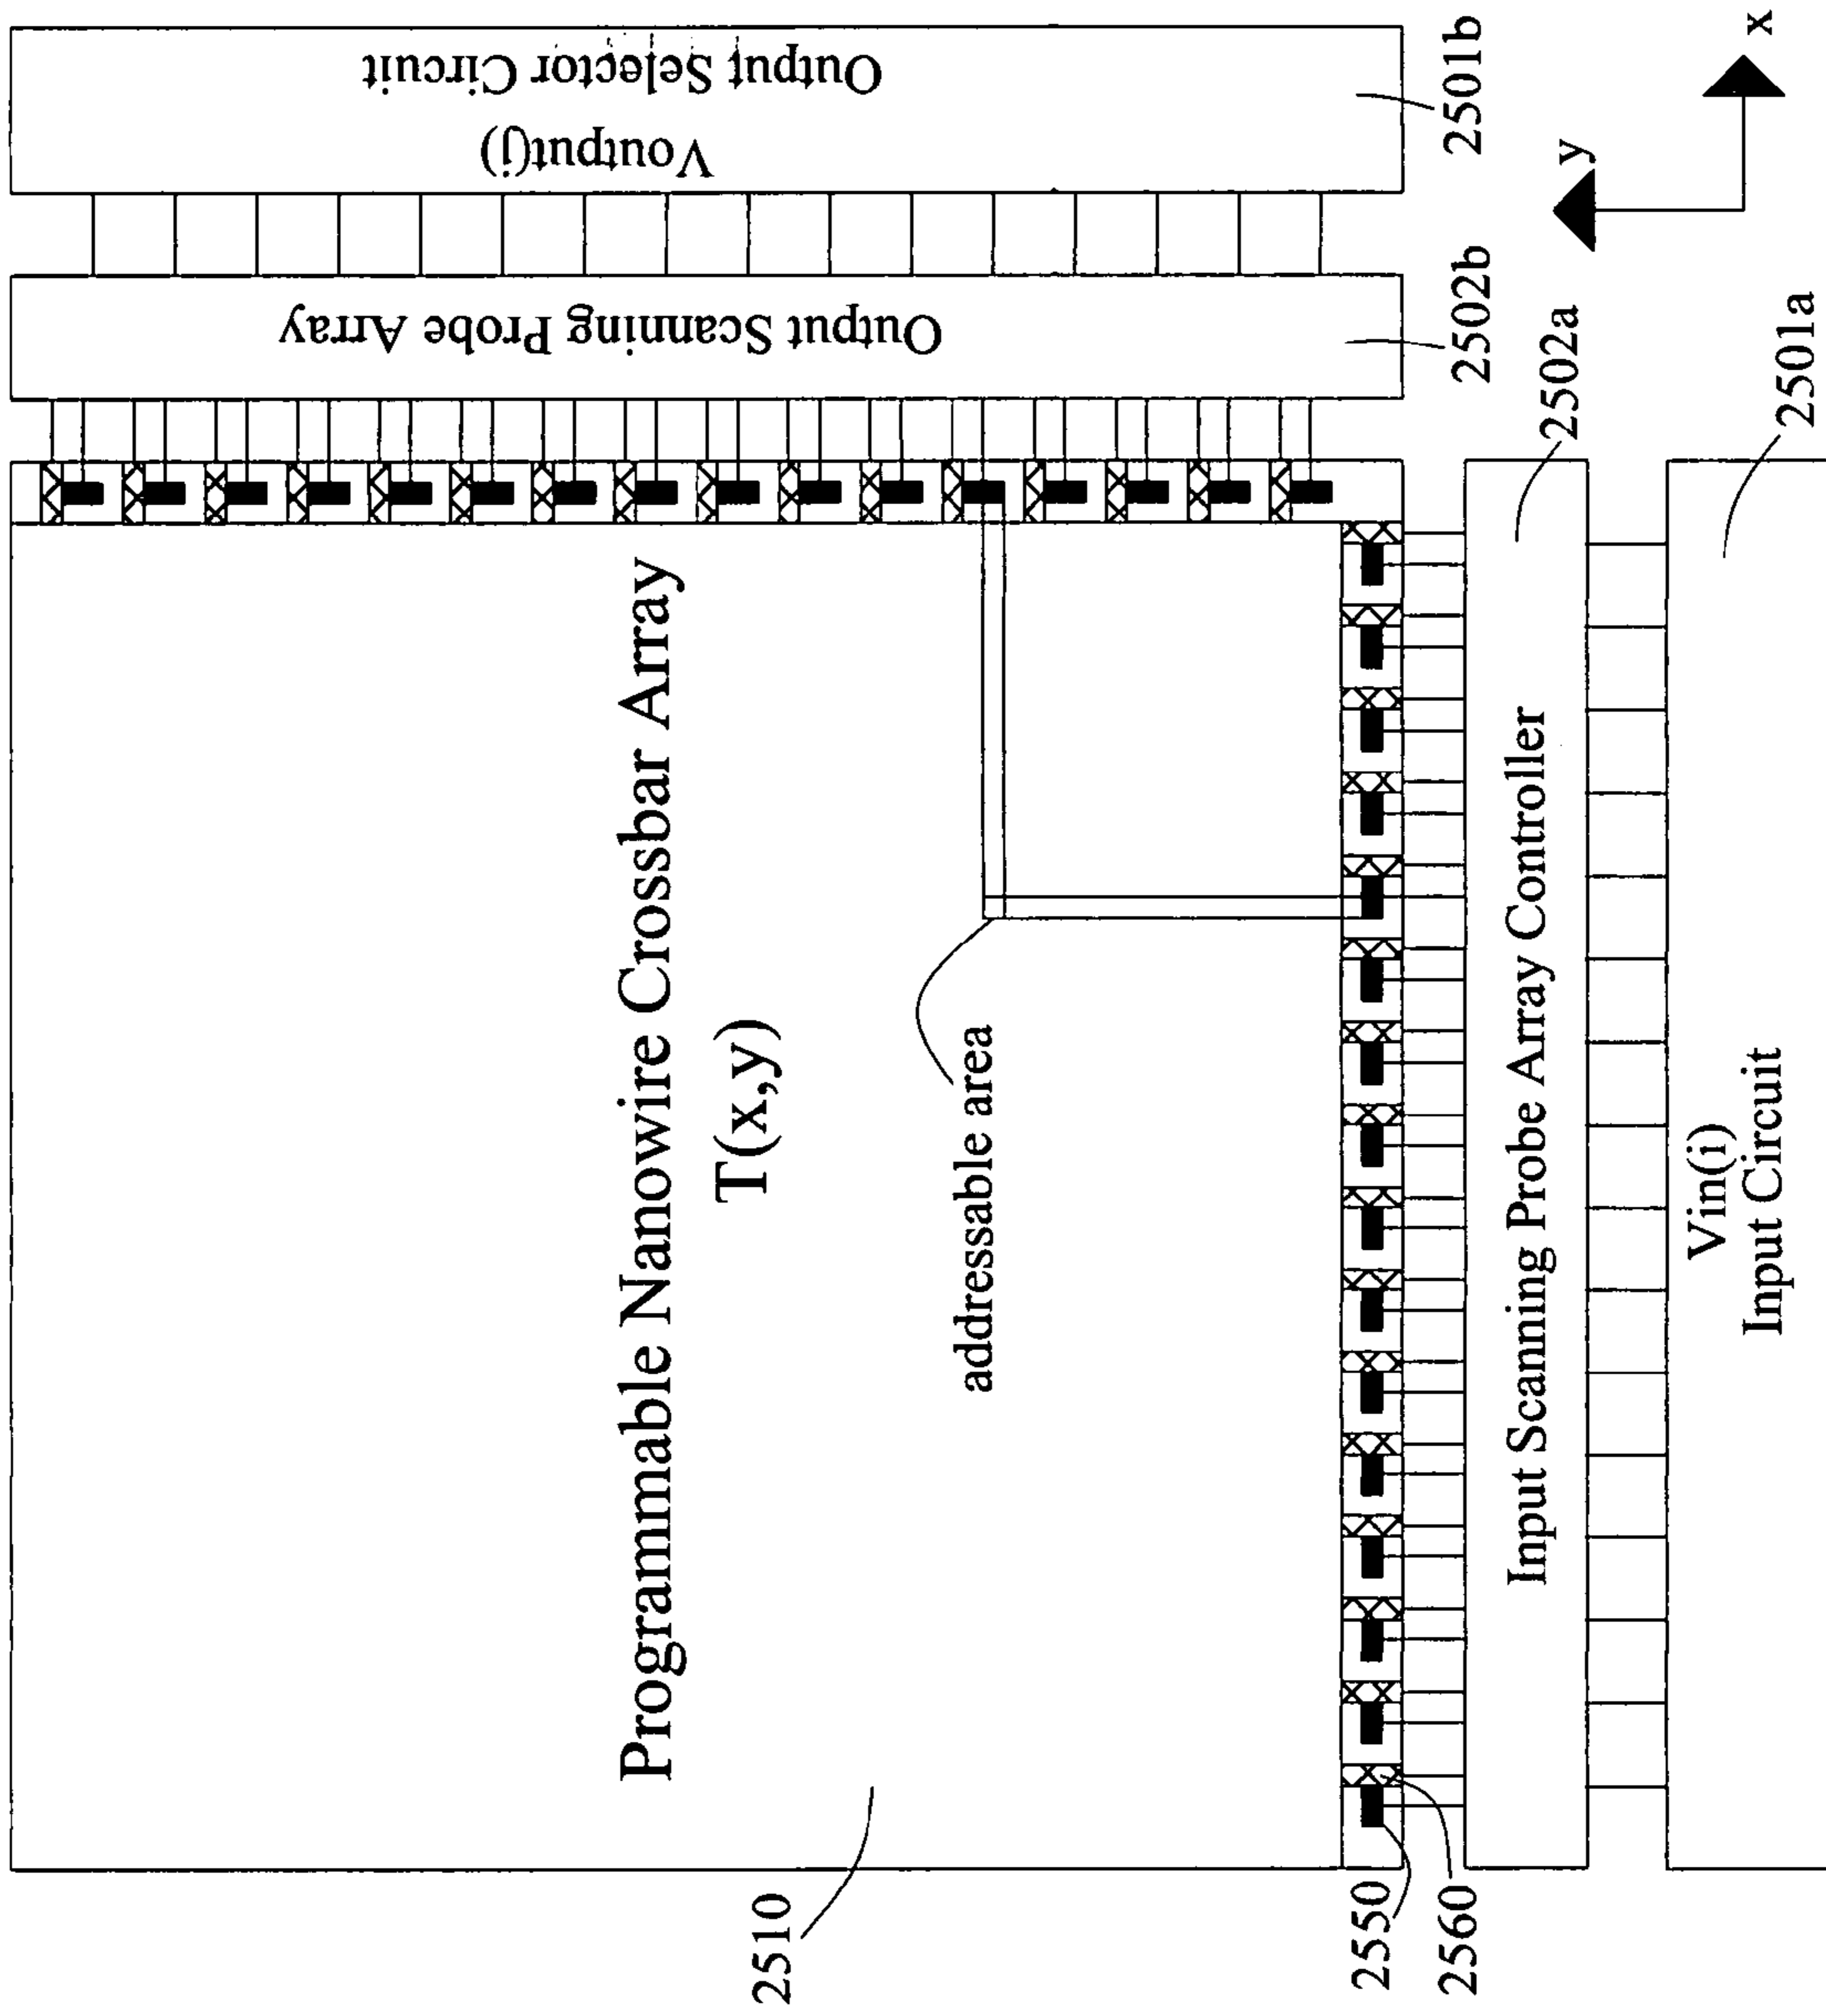 Programmable Nanowire Crossbar Array
T(x,y)
addressable area
2510
2550
2560
Input Scanning Probe Array Controller
2502a
Vin(i)
Input Circuit
2501a
Output Scanning Probe Array
2502b
Voutput(j)
Output Selector Circuit
2501b
y
x